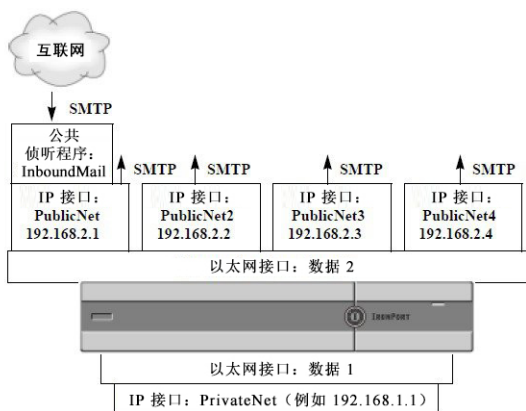 互联网
SMTP
公共
侦听程序：
InboundMail
SMTP
SMTP
SMTP
SMTP
IP 接口：
PublicNet
192.168.2.1
IP 接口：
PublicNet2
192.168.2.2
IP 接口：
PublicNet3
192.168.2.3
IP 接口：
PublicNet4
192.168.2.4
以太网接口：数据 2
IRONPORT
以太网接口：数据 1
IP 接口：PrivateNet（例如 192.168.1.1）